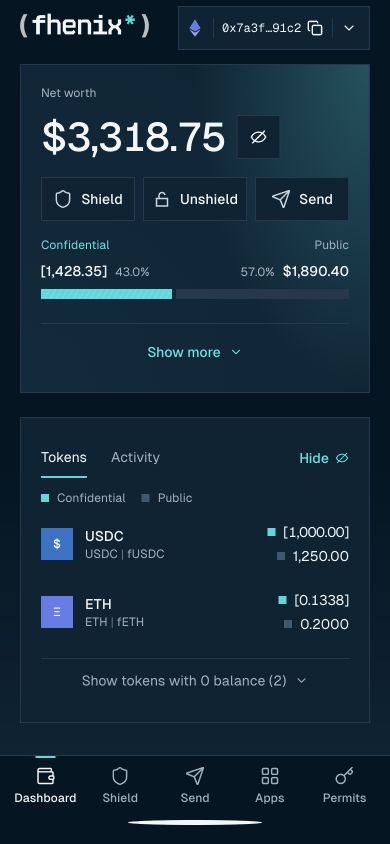 (fhenix*)
0x7a3f…91c2
Net worth
$3,318.75
Shield
Unshield
Send
Confidential
Public
[1,428.35] 43.0%
57.0% $1,890.40
Show more
Tokens
Activity
Hide
Confidential
Public
$
USDC
USDC | fUSDC
[1,000.00]
1,250.00
Ξ
ETH
ETH | fETH
[0.1338]
0.2000
Show tokens with 0 balance (2)
Dashboard
Shield
Send
Apps
Permits